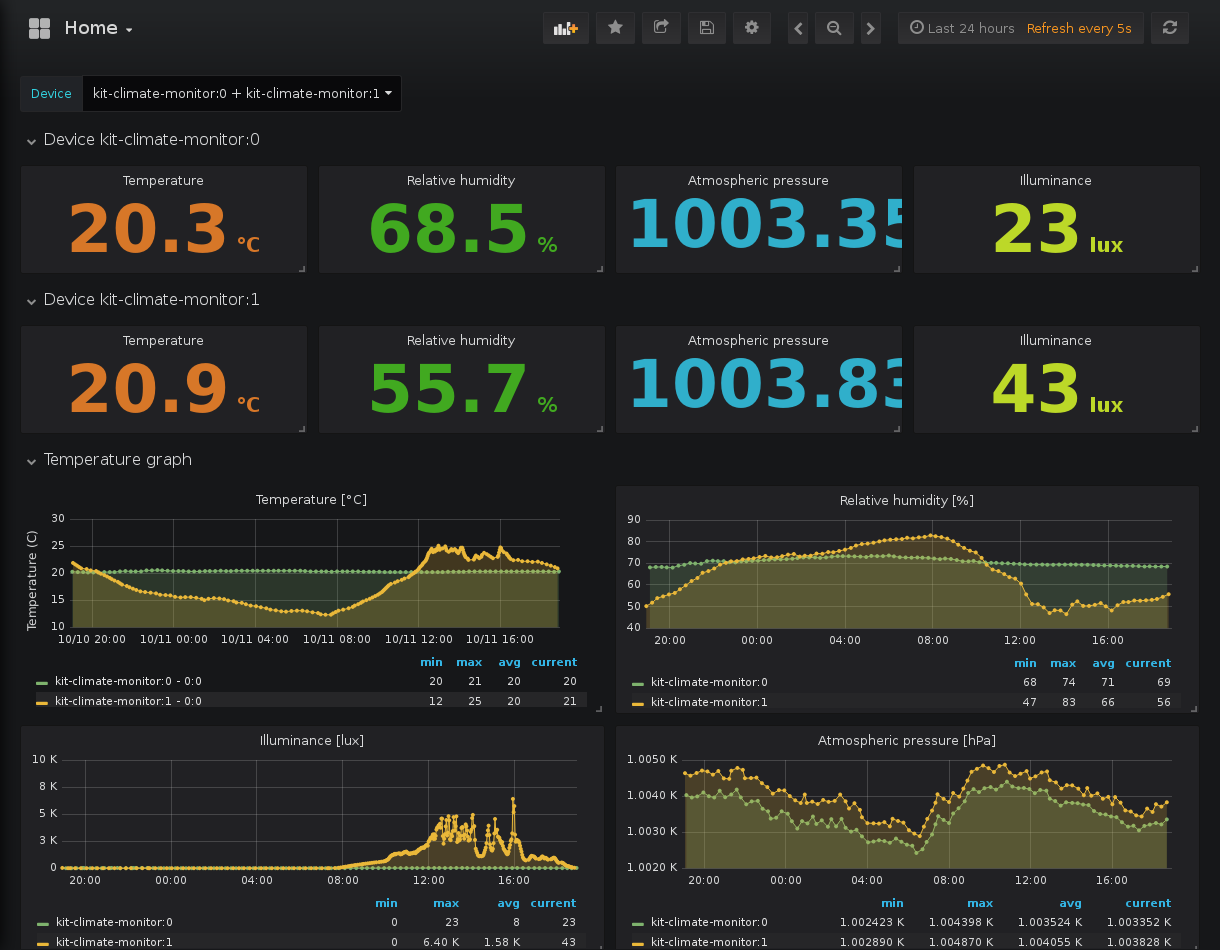 Home
Last 24 hours Refresh every 5s
Device kit-climate-monitor:0 + kit-climate-monitor:1
Device kit-climate-monitor:0
Temperature Relative humidity Atmospheric pressure Illuminance
20.3 °C 68.5 % 1003.35 23 lux
Device kit-climate-monitor:1
Temperature Relative humidity Atmospheric pressure Illuminance
20.9 °C 55.7 % 1003.83 43 lux
Temperature graph
Temperature [°C]
Temperature (C)
30
25
20
15
10
10/10 20:00 10/11 00:00 10/11 04:00 10/11 08:00 10/11 12:00 10/11 16:00
min max avg current
kit-climate-monitor:0 - 0:0 20 21 20 20
kit-climate-monitor:1 - 0:0 12 25 20 21
Relative humidity [%]
90
80
70
60
50
40
20:00 00:00 04:00 08:00 12:00 16:00
min max avg current
kit-climate-monitor:0 68 74 71 69
kit-climate-monitor:1 47 83 66 56
Illuminance [lux]
10 K
8 K
5 K
3 K
0
20:00 00:00 04:00 08:00 12:00 16:00
min max avg current
kit-climate-monitor:0 0 23 8 23
kit-climate-monitor:1 0 6.40 K 1.58 K 43
Atmospheric pressure [hPa]
1.0050 K
1.0040 K
1.0030 K
1.0020 K
20:00 00:00 04:00 08:00 12:00 16:00
min max avg current
kit-climate-monitor:0 1.002423 K 1.004398 K 1.003524 K 1.003352 K
kit-climate-monitor:1 1.002890 K 1.004870 K 1.004055 K 1.003828 K